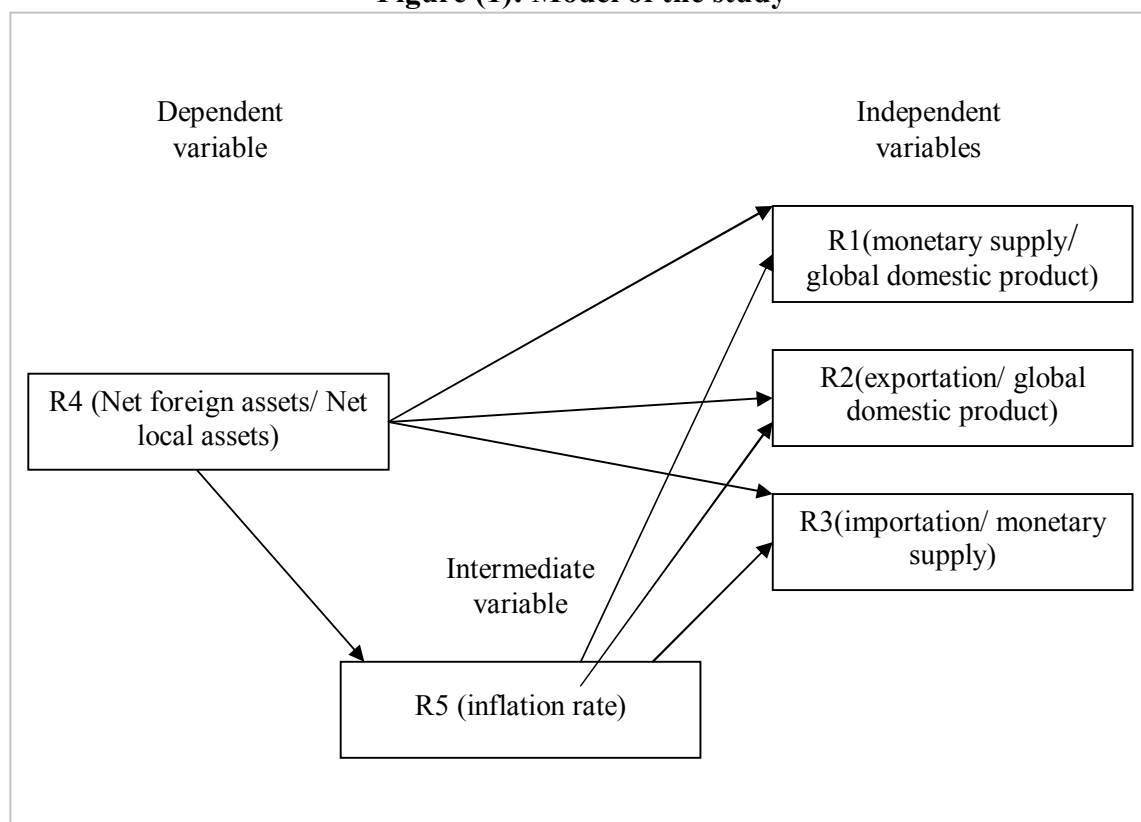 Figure (1): Model of the study
Dependent
variable
Independent
variables
R1(monetary supply/
global domestic product)
R2(exportation/ global
domestic product)
R4 (Net foreign assets/ Net
local assets)
R3(importation/ monetary
supply)
Intermediate
variable
R5 (inflation rate)